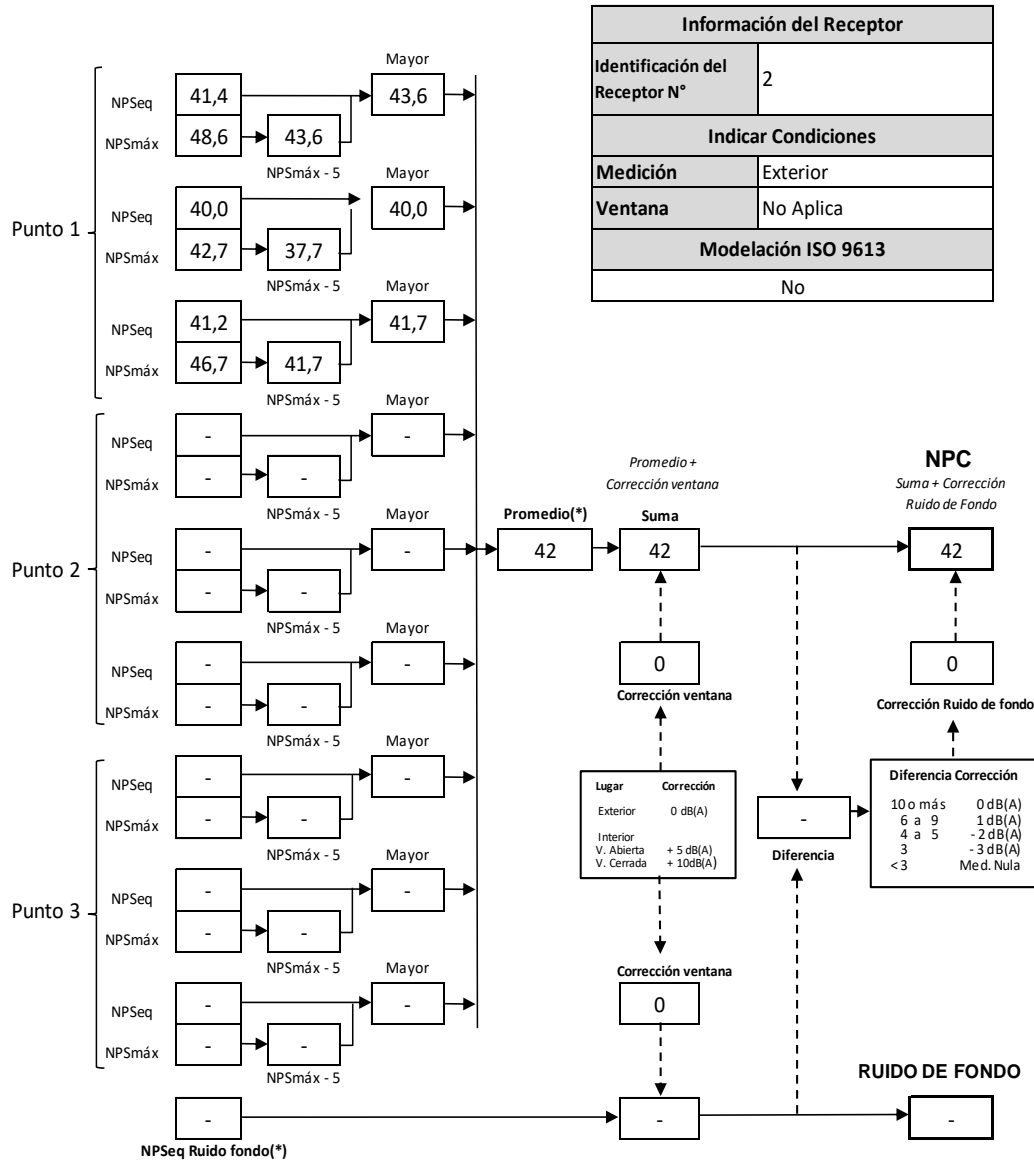 Información del Receptor
Identificación del
Receptor N°
2
Indicar Condiciones
Medición
Exterior
Ventana
No Aplica
Modelación ISO 9613
No
Punto 1
Mayor
NPSeq
41,4
43,6
NPSmáx
48,6
43,6
NPSmáx - 5
Mayor
NPSeq
40,0
40,0
NPSmáx
42,7
37,7
NPSmáx - 5
Mayor
NPSeq
41,2
41,7
NPSmáx
46,7
41,7
NPSmáx - 5
Punto 2
Mayor
NPSeq
-
-
NPSmáx
-
-
NPSmáx - 5
Mayor
NPSeq
-
-
NPSmáx
-
-
NPSmáx - 5
Mayor
NPSeq
-
-
NPSmáx
-
-
NPSmáx - 5
Punto 3
NPSeq
-
Mayor
-
NPSmáx
-
-
NPSmáx - 5
Mayor
NPSeq
-
-
NPSmáx
-
-
NPSmáx - 5
Mayor
NPSeq
-
-
NPSmáx
-
-
NPSmáx - 5
-
NPSeq Ruido fondo(*)
Promedio(*)
42
Promedio +
Corrección ventana
Suma
42
0
Corrección ventana
Lugar Corrección
Exterior 0 dB(A)
Interior
V. Abierta + 5 dB(A)
V. Cerrada + 10dB(A)
Corrección ventana
0
-
-
Diferencia
NPC
Suma + Corrección
Ruido de Fondo
42
0
Corrección Ruido de fondo
Diferencia Corrección
10 o más 0 dB(A)
6 a 9 1 dB(A)
4 a 5 - 2 dB(A)
3 - 3 dB(A)
< 3 Med. Nula
RUIDO DE FONDO
-